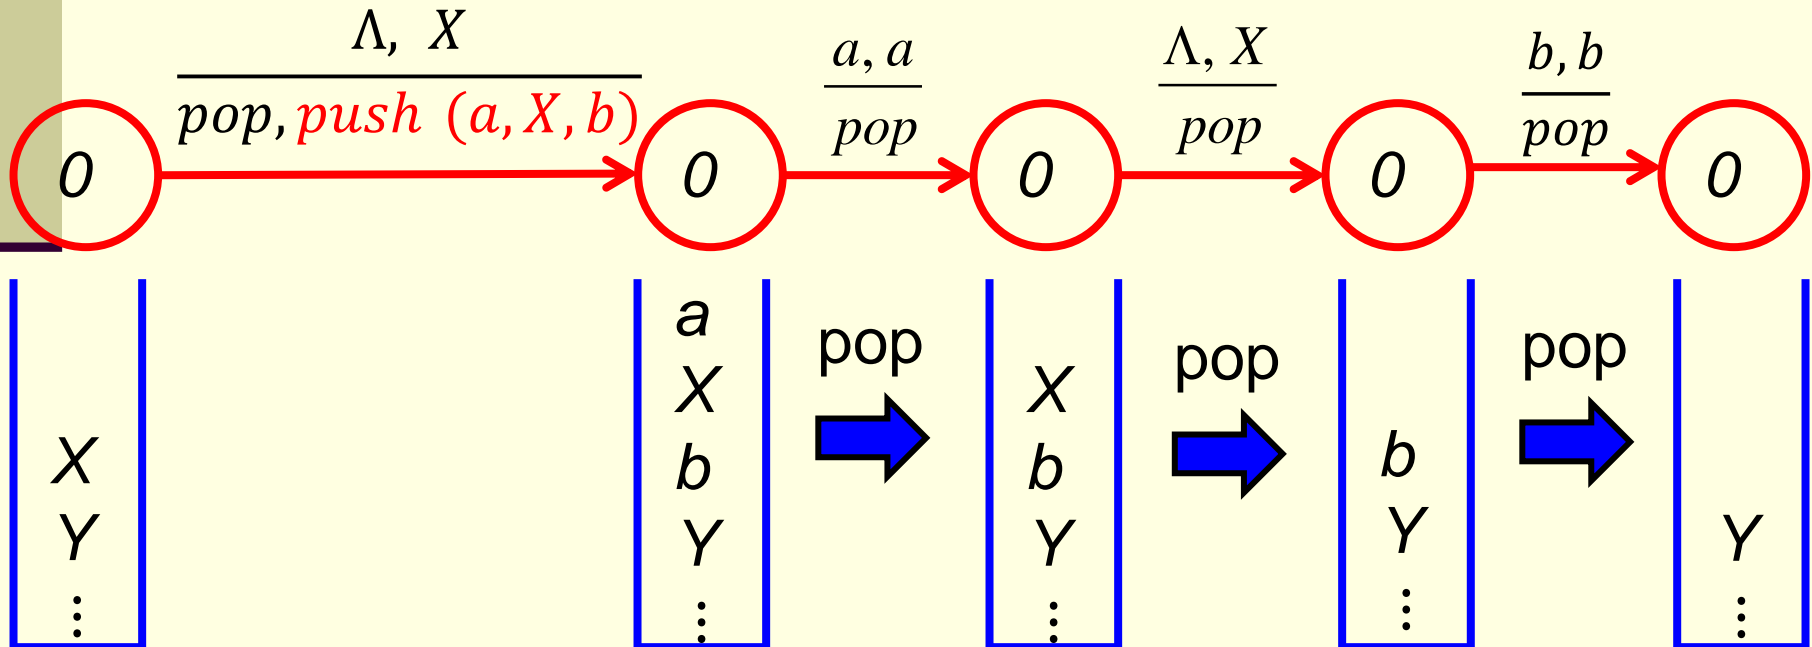 Λ, X
pop, push (a, X, b)
a, a
pop
Λ, X
pop
b, b
pop
0
0
0
0
0
X
Y
⋮
a
X
b
Y
⋮
pop
X
b
Y
⋮
pop
b
Y
⋮
pop
Y
⋮